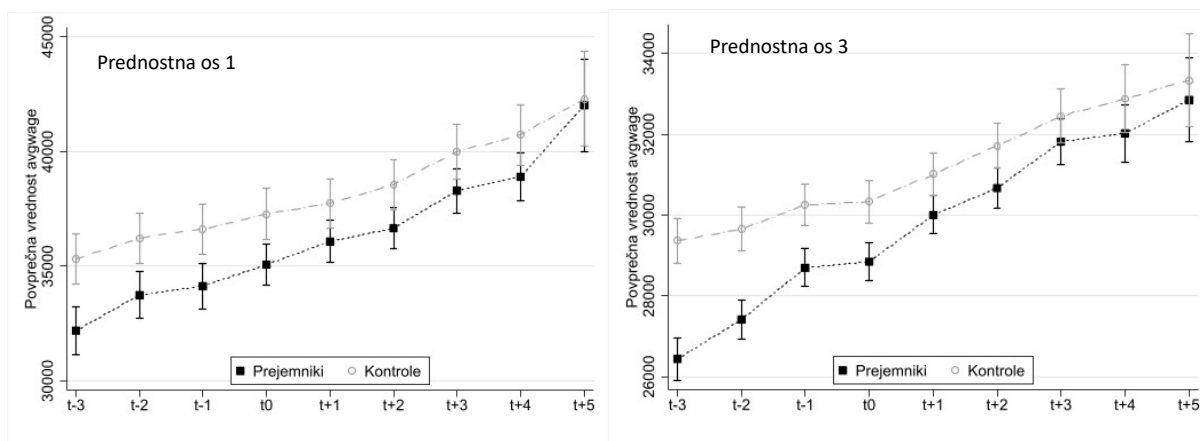 Prednostna os 1
Povprečna vrednost avgwage
45000
40000
35000
30000
Prejemniki
Kontrole
t-3
t-2
t-1
t0
t+1
t+2
t+3
t+4
t+5
Prednostna os 3
Povprečna vrednost avgwage
34000
32000
30000
28000
26000
Prejemniki
Kontrole
t-3
t-2
t-1
t0
t+1
t+2
t+3
t+4
t+5